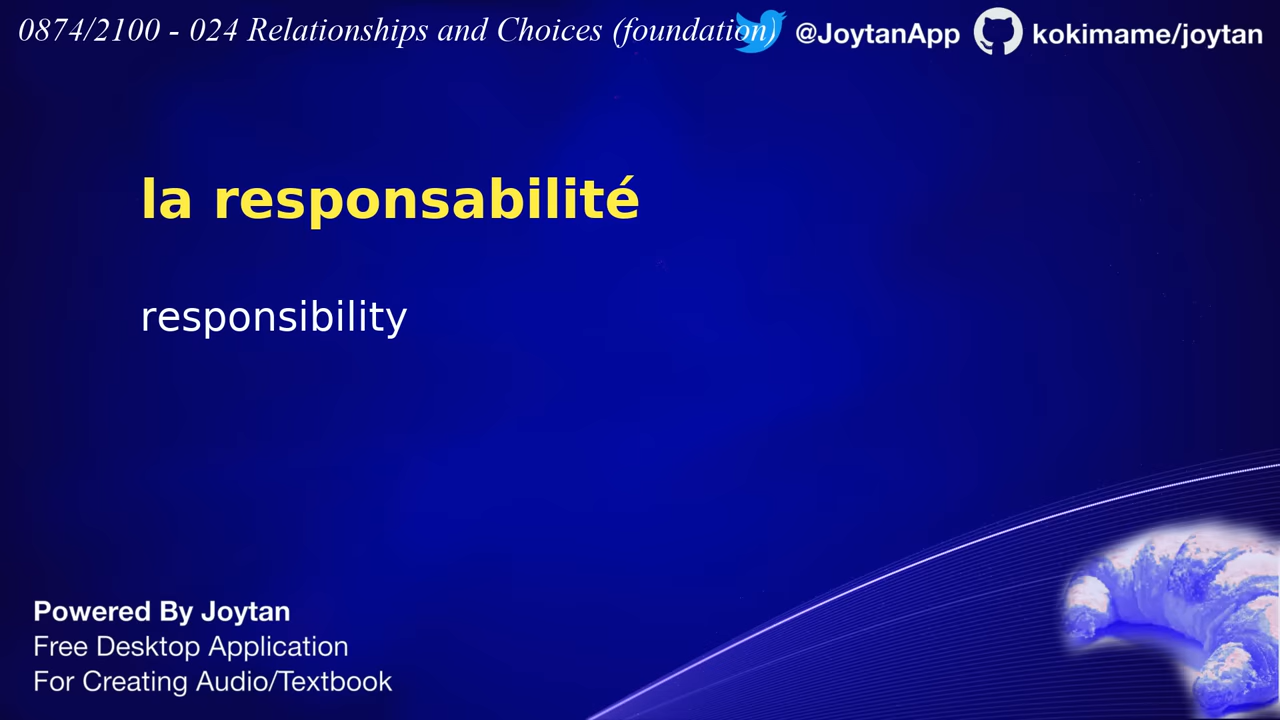 0874/2100 - 024 Relationships and Choices (foundation)
@JoytanApp kokimame/joytan
la responsabilité
responsibility
Powered By Joytan
Free Desktop Application
For Creating Audio/Textbook